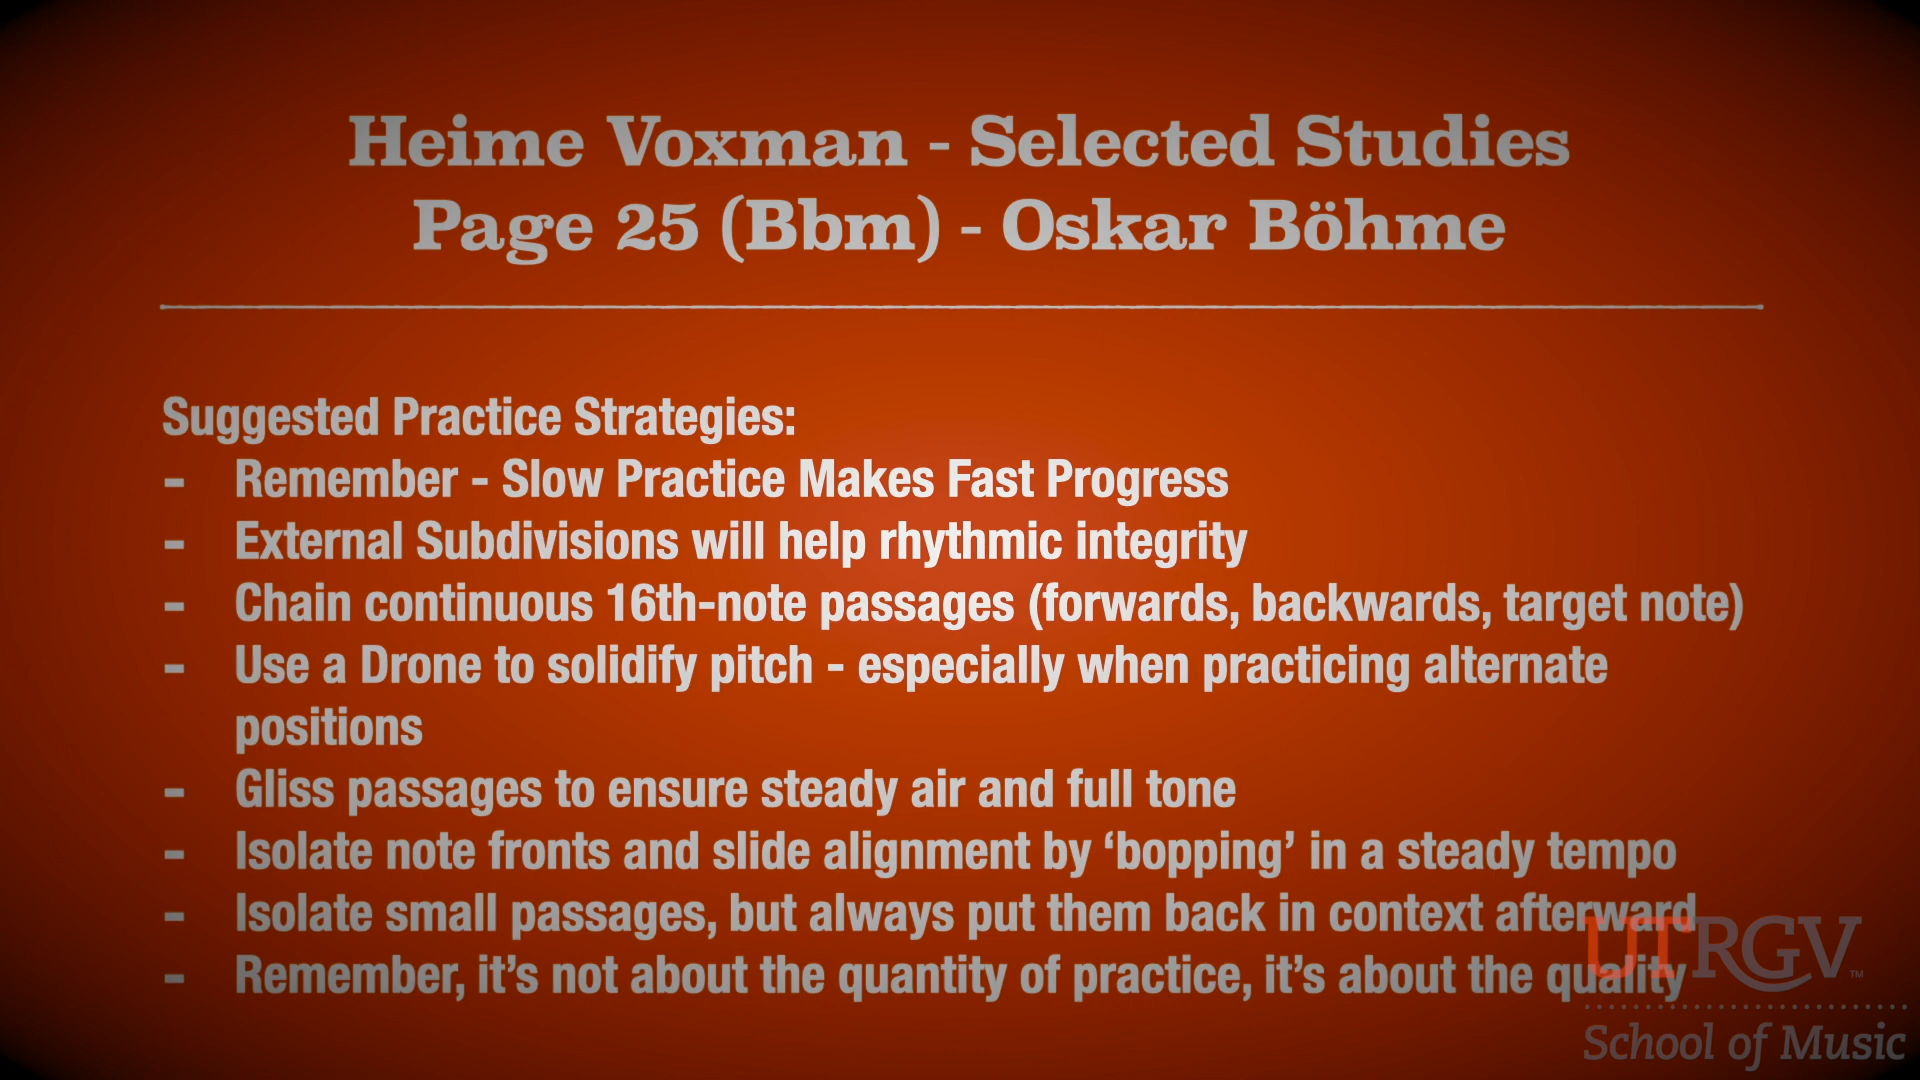 Heime Voxman - Selected Studies
Page 25 (Bbm) - Oskar Böhme
Suggested Practice Strategies:
- Remember - Slow Practice Makes Fast Progress
- External Subdivisions will help rhythmic integrity
- Chain continuous 16th-note passages (forwards, backwards, target note)
- Use a Drone to solidify pitch - especially when practicing alternate
positions
- Gliss passages to ensure steady air and full tone
- Isolate note fronts and slide alignment by ‘bopping’ in a steady tempo
- Isolate small passages, but always put them back in context afterward
- Remember, it’s not about the quantity of practice, it’s about the quality
UTRGV™
School of Music